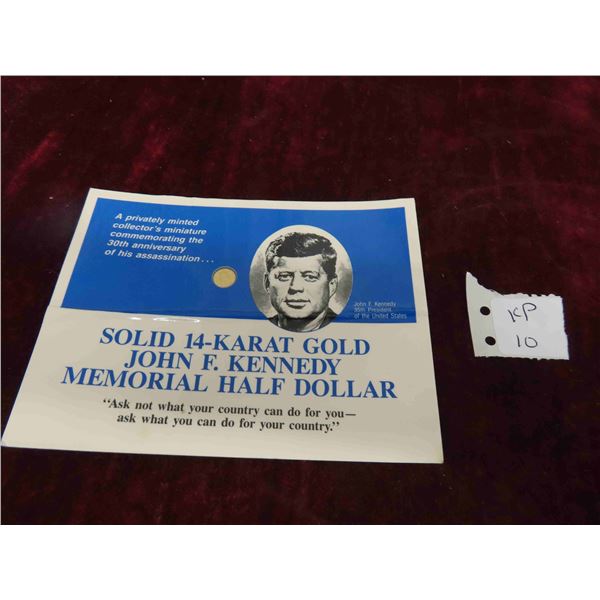 A privately minted
collector's miniature
commemorating the
30th anniversary
of his assassination...
John F. Kennedy
35th President
of the United States
SOLID 14-KARAT GOLD
JOHN F. KENNEDY
MEMORIAL HALF DOLLAR
“Ask not what your country can do for you—
ask what you can do for your country.”
KP
10